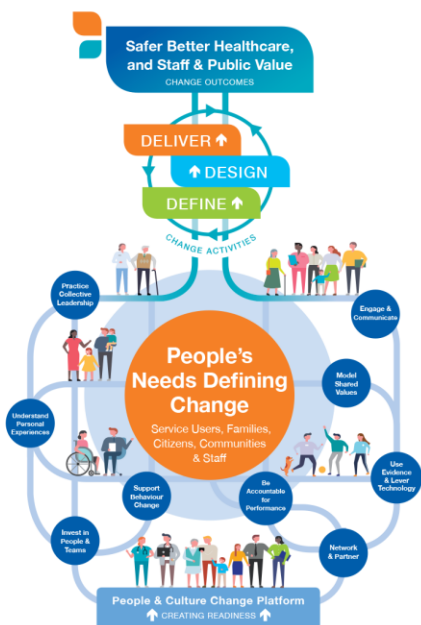 Safer Better Healthcare,
and Staff & Public Value
CHANGE OUTCOMES
DELIVER
DESIGN
DEFINE
CHANGE ACTIVITIES
Practice
Collective
Leadership
Engage &
Communicate
People's
Needs Defining
Change
Service Users, Families,
Citizens, Communities
& Staff
Model
Shared
Values
Understand
Personal
Experiences
Use
Evidence
& Lever
Technology
Support
Behaviour
Change
Be
Accountable
for
Performance
Invest in
People &
Teams
Network
& Partner
People & Culture Change Platform
CREATING READINESS